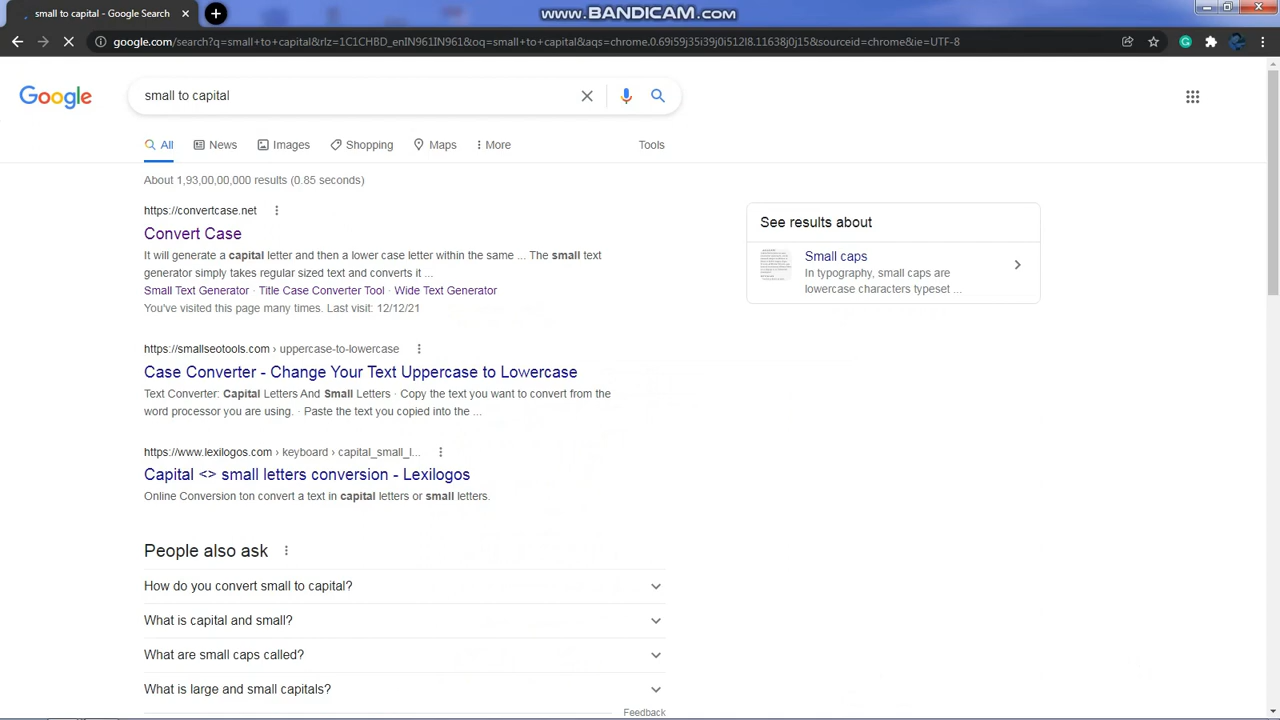 small to capital - Google Search
www.BANDICAM.com
google.com/search?q=small+to+capital&rlz=1C1CHBD_enIN961IN961&oq=small+to+capital&aqs=chrome.0.69i59j35i39j0i512l8.11638j0j15&sourceid=chrome&ie=UTF-8
Google
small to capital
All
News
Images
Shopping
Maps
More
Tools
About 1,93,00,00,000 results (0.85 seconds)
https://convertcase.net
Convert Case
It will generate a capital letter and then a lower case letter within the same ... The small text
generator simply takes regular sized text and converts it ...
Small Text Generator · Title Case Converter Tool · Wide Text Generator
You've visited this page many times. Last visit: 12/12/21
https://smallseotools.com › uppercase-to-lowercase
Case Converter - Change Your Text Uppercase to Lowercase
Text Converter: Capital Letters And Small Letters · Copy the text you want to convert from the
word processor you are using. · Paste the text you copied into the ...
https://www.lexilogos.com › keyboard › capital_small_l...
Capital <> small letters conversion - Lexilogos
Online Conversion ton convert a text in capital letters or small letters.
People also ask
How do you convert small to capital?
What is capital and small?
What are small caps called?
What is large and small capitals?
Feedback
See results about
Small caps
In typography, small caps are
lowercase characters typeset ...